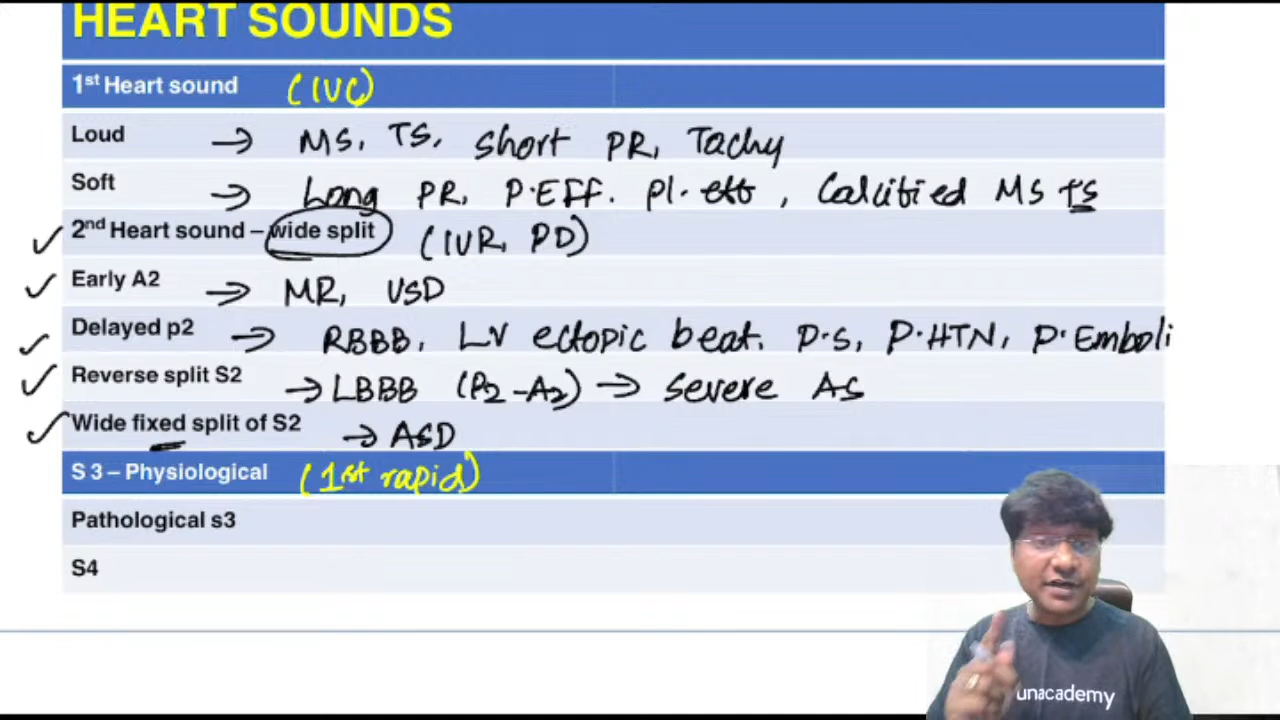 HEART SOUNDS
1st Heart sound (IVC)
Loud → MS, TS, Short PR, Tachy
Soft → Long PR, P.Eff. Pl. eff, Calcified MS TS
2nd Heart sound – wide split (IVR, PD)
Early A2 → MR, VSD
Delayed p2 → RBBB, LV ectopic beat. P.S, P.HTN, P.Emboli
Reverse split S2 → LBBB (P2-A2) → Severe AS
Wide fixed split of S2 → ASD
S 3 – Physiological (1st rapid)
Pathological s3
S4
unacademy